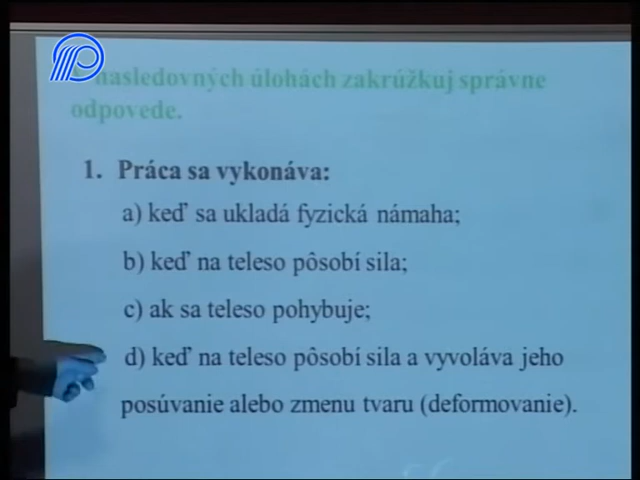 nasledovných úlohách zakrúžkuj správne
odpovede.
1. Práca sa vykonáva:
a) keď sa ukladá fyzická námaha;
b) keď na teleso pôsobí sila;
c) ak sa teleso pohybuje;
d) keď na teleso pôsobí sila a vyvoláva jeho
posúvanie alebo zmenu tvaru (deformovanie).